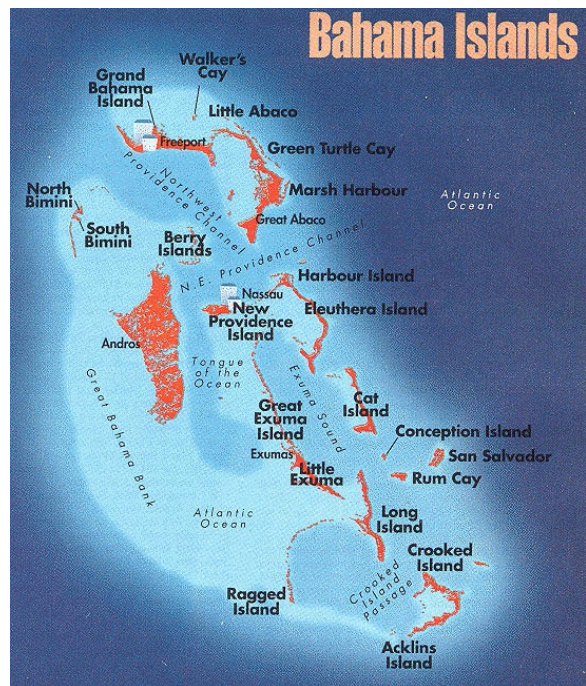 Bahama Islands
Walker's
Cay
Grand
Bahama
Island
Little Abaco
Freeport
Green Turtle Cay
Northwest
Providence Channel
Marsh Harbour
North
Bimini
Atlantic
Ocean
South
Bimini
Great Abaco
Berry
Islands
N.E. Providence Channel
Harbour Island
Nassau
New
Providence
Island
Eleuthera Island
Andros
Tongue
of the
Ocean
Great Bahama Bank
Exuma Sound
Great
Exuma
Island
Cat
Island
Conception Island
Exumas
San Salvador
Little
Exuma
Rum Cay
Atlantic
Ocean
Long
Island
Crooked
Island
Crooked
Island
Passage
Ragged
Island
Acklins
Island